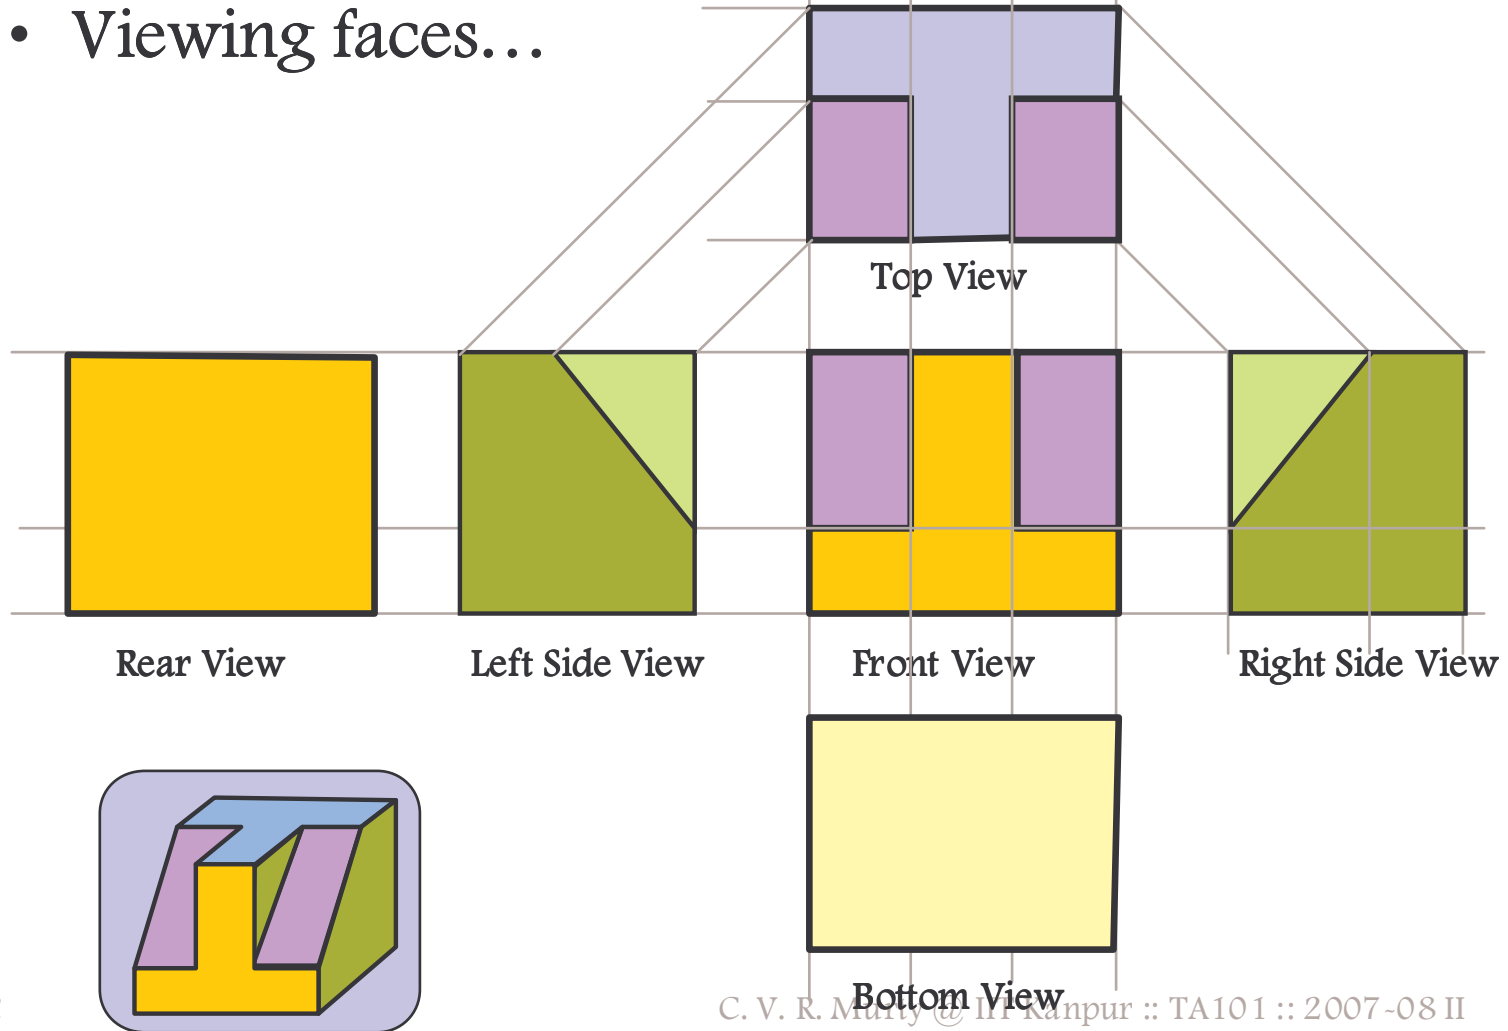 • Viewing faces...
Top View
Rear View
Left Side View
Front View
Right Side View
Bottom View
C. V. R. Murty @ IIT Kanpur :: TA101 :: 2007-08 II